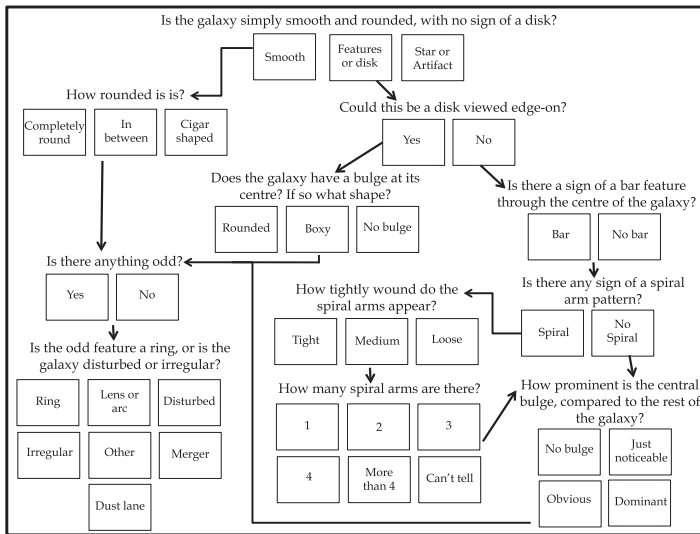 Is the galaxy simply smooth and rounded, with no sign of a disk?
Smooth
Features
or disk
Star or
Artifact
How rounded is is?
Completely
round
In
between
Cigar
shaped
Could this be a disk viewed edge-on?
Yes
No
Does the galaxy have a bulge at its
centre? If so what shape?
Rounded
Boxy
No bulge
Is there a sign of a bar feature
through the centre of the galaxy?
Bar
No bar
Is there anything odd?
Yes
No
How tightly wound do the
spiral arms appear?
Tight
Medium
Loose
Is there any sign of a spiral
arm pattern?
Spiral
No
Spiral
Is the odd feature a ring, or is the
galaxy disturbed or irregular?
Ring
Lens or
arc
Disturbed
Irregular
Other
Merger
Dust lane
How many spiral arms are there?
1
2
3
4
More
than 4
Can't tell
How prominent is the central
bulge, compared to the rest of
the galaxy?
No bulge
Just
noticeable
Obvious
Dominant